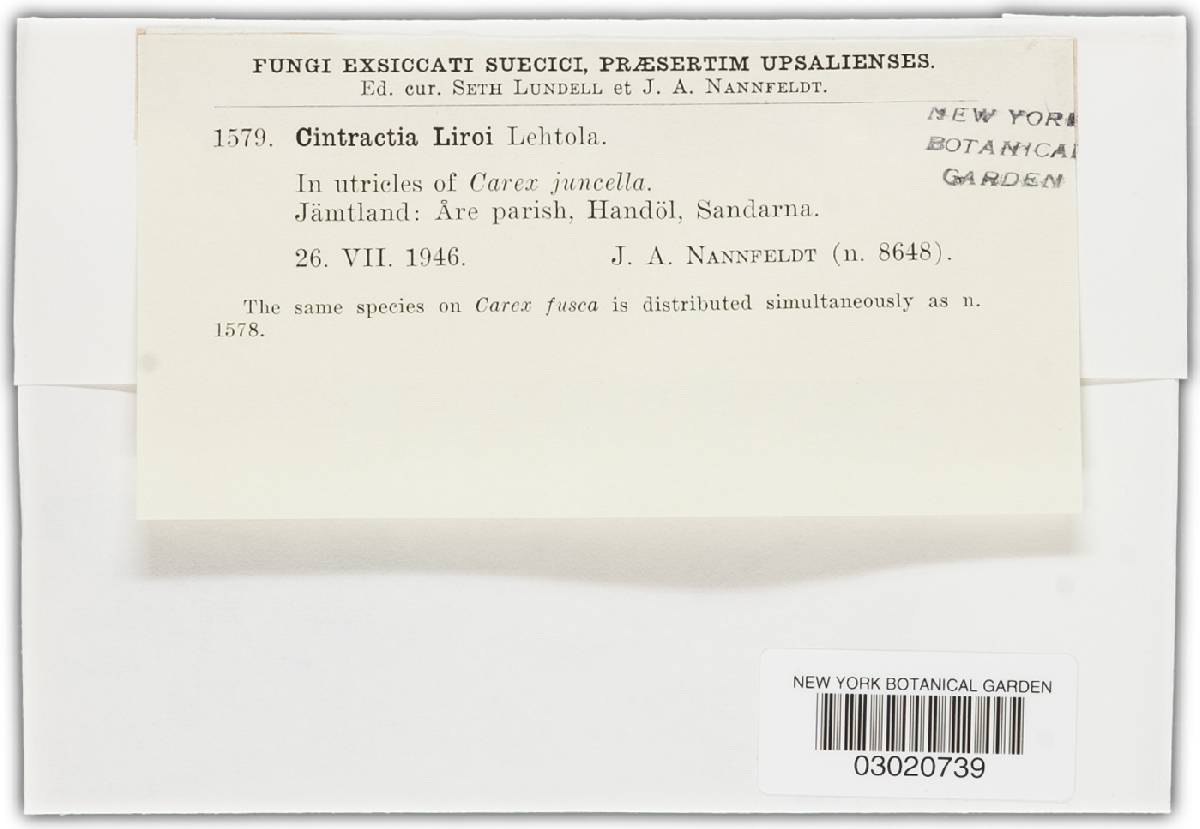 FUNGI EXSICCATI SUECICI, PRÆSERTIM UPSALIENSES.
Ed. cur. SETH LUNDELL et J. A. NANNFELDT.
NEW YORK
BOTANICAL
GARDEN
1579. Cintractia Liroi Lehtola.
In utricles of Carex juncella.
Jämtland: Åre parish, Handöl, Sandarna.
26. VII. 1946. J. A. NANNFELDT (n. 8648).
The same species on Carex fusca is distributed simultaneously as n.
1578.
NEW YORK BOTANICAL GARDEN
03020739